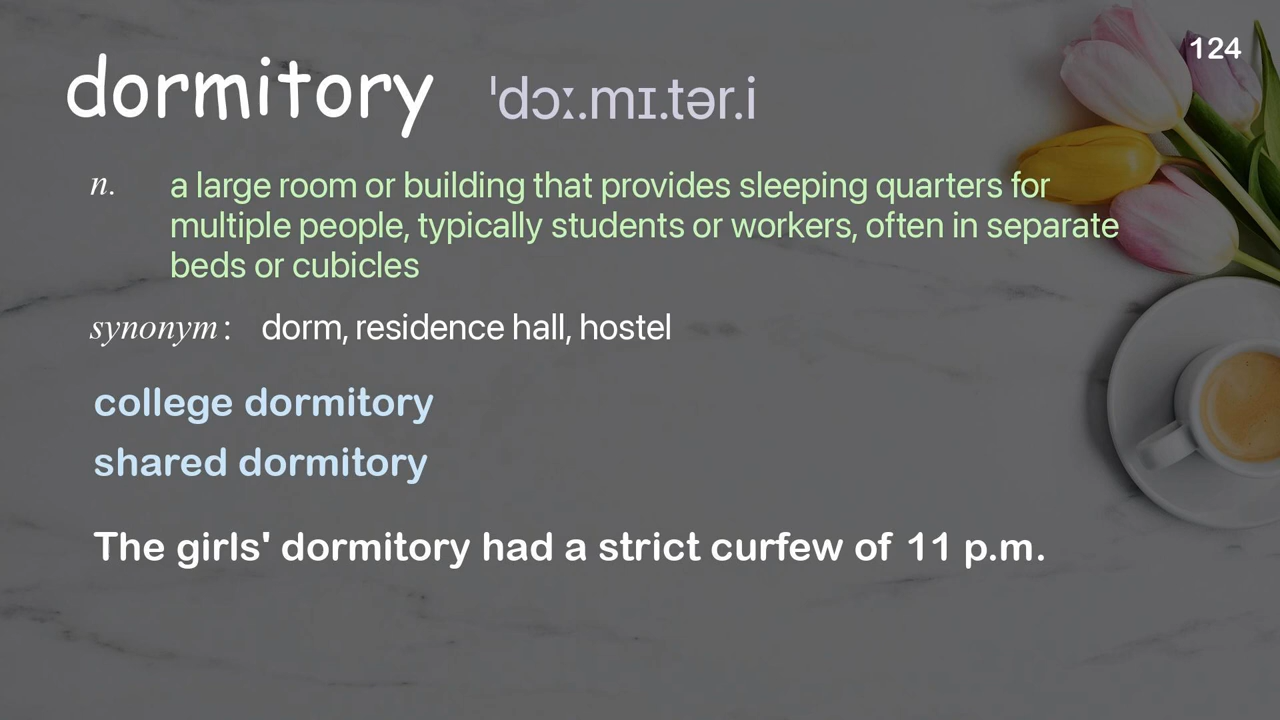 124
dormitory ˈdɔː.mɪ.tər.i
n. a large room or building that provides sleeping quarters for
multiple people, typically students or workers, often in separate
beds or cubicles
synonym: dorm, residence hall, hostel
college dormitory
shared dormitory
The girls' dormitory had a strict curfew of 11 p.m.